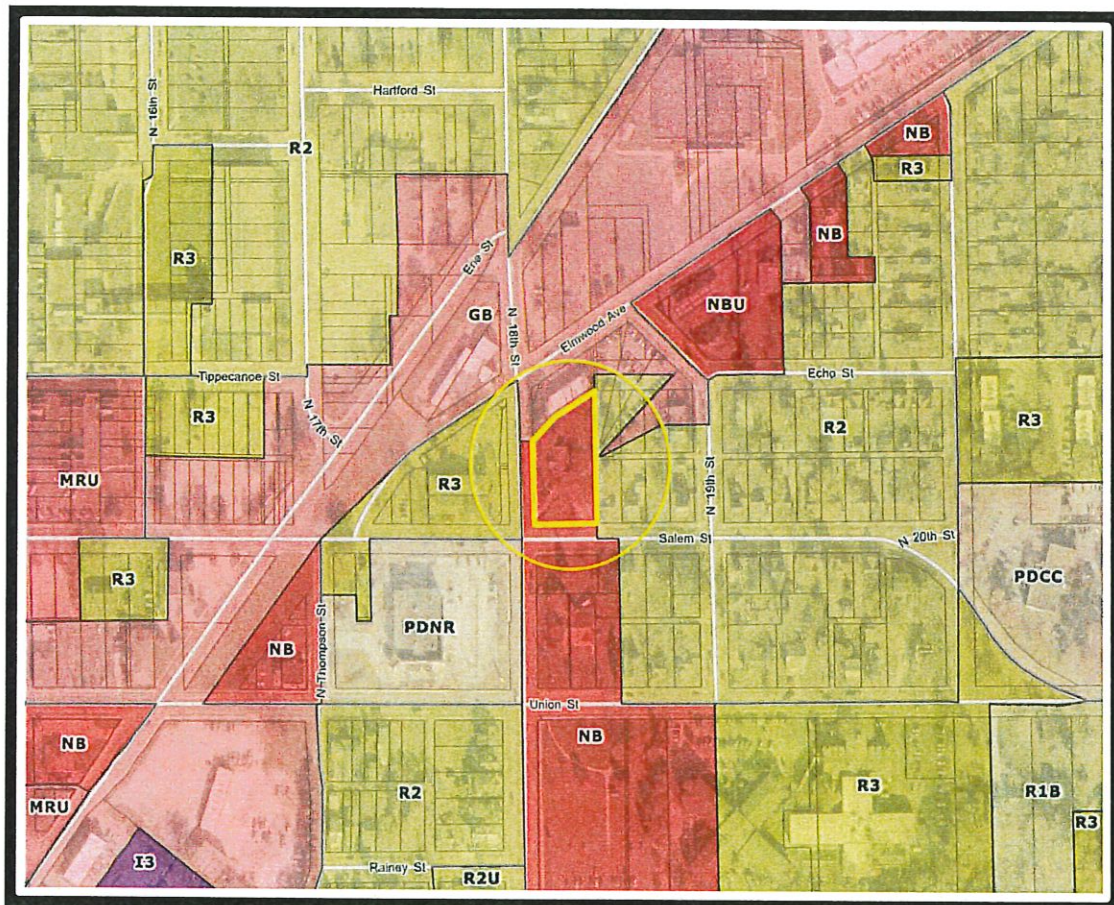 Hartford St
N 16th St
R2
NB
R3
NB
R3
Erie St
GB
N 18th St
NBU
Elmwood Ave
Tippecanoe St
Echo St
R3
N 17th St
R2
R3
MRU
R3
N 19th St
Salem St
N 20th St
R3
PDCC
PDNR
NB
N Thompson St
Union St
NB
NB
R3
R2
R1B
MRU
R3
I3
Rainey St
R2U